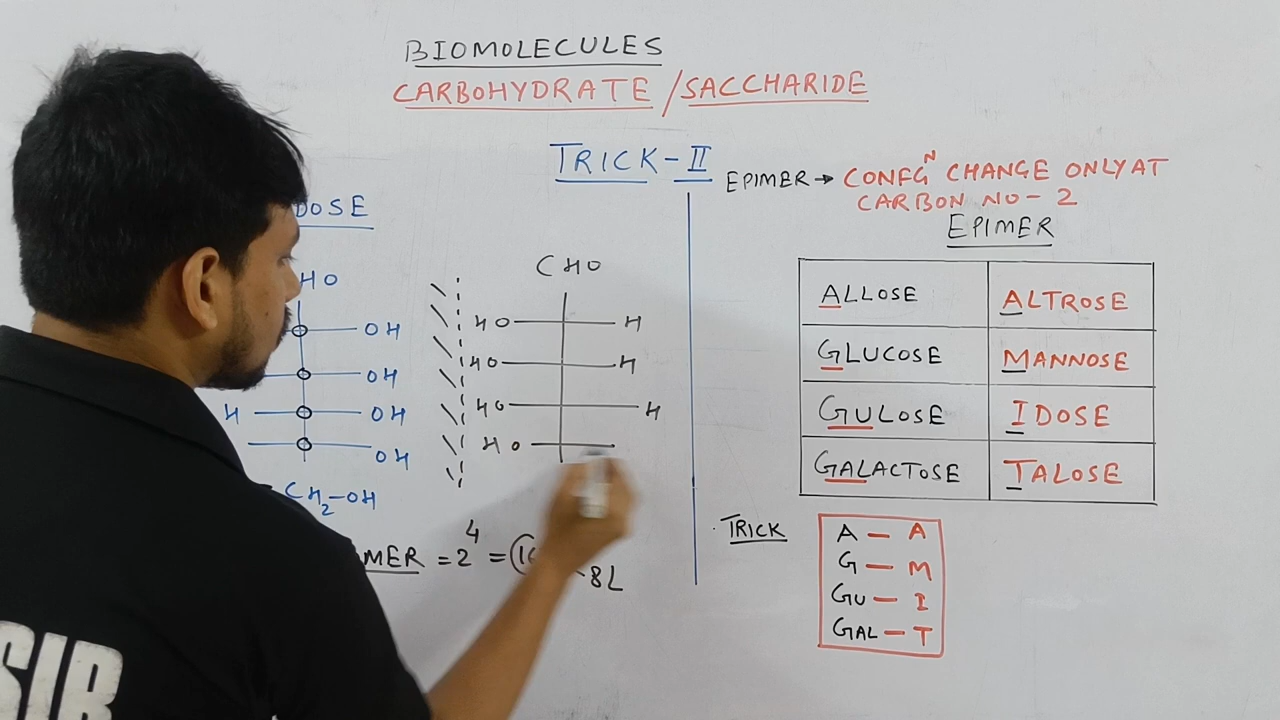 BIOMOLECULES
CARBOHYDRATE / SACCHARIDE
TRICK-II
EPIMER → CONFGᴺ CHANGE ONLY AT
CARBON NO-2
EPIMER
DOSE
HO
OH
OH
H OH
OH
CH₂-OH
CHO
HO H
HO H
HO H
HO
MER = 2⁴ =
8L
ALLOSE ALTROSE
GLUCOSE MANNOSE
GULOSE IDOSE
GALACTOSE TALOSE
TRICK
A — A
G — M
GU — I
GAL — T
SIR